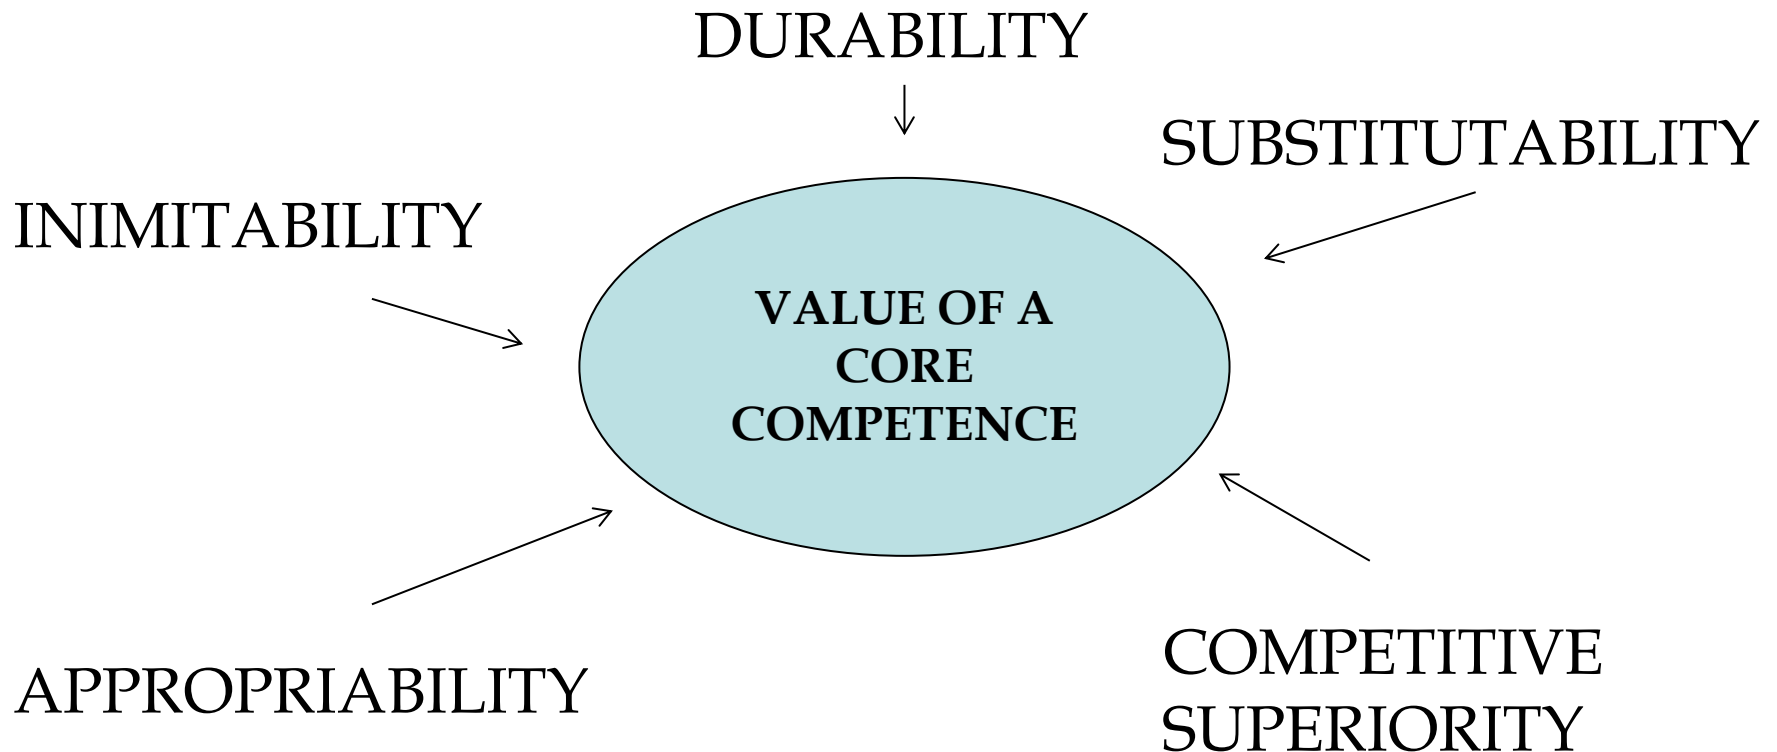 DURABILITY
SUBSTITUTABILITY
INIMITABILITY
VALUE OF A
CORE
COMPETENCE
APPROPRIABILITY
COMPETITIVE
SUPERIORITY